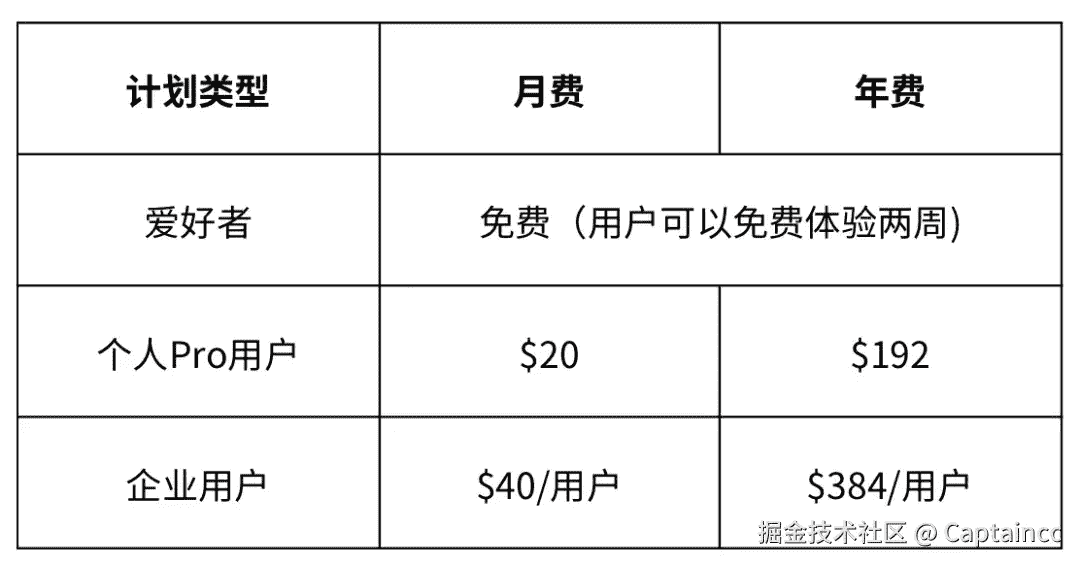 计划类型 月费 年费
爱好者 免费（用户可以免费体验两周)
个人Pro用户 $20 $192
企业用户 $40/用户 $384/用户
掘金技术社区 @ Captaincc